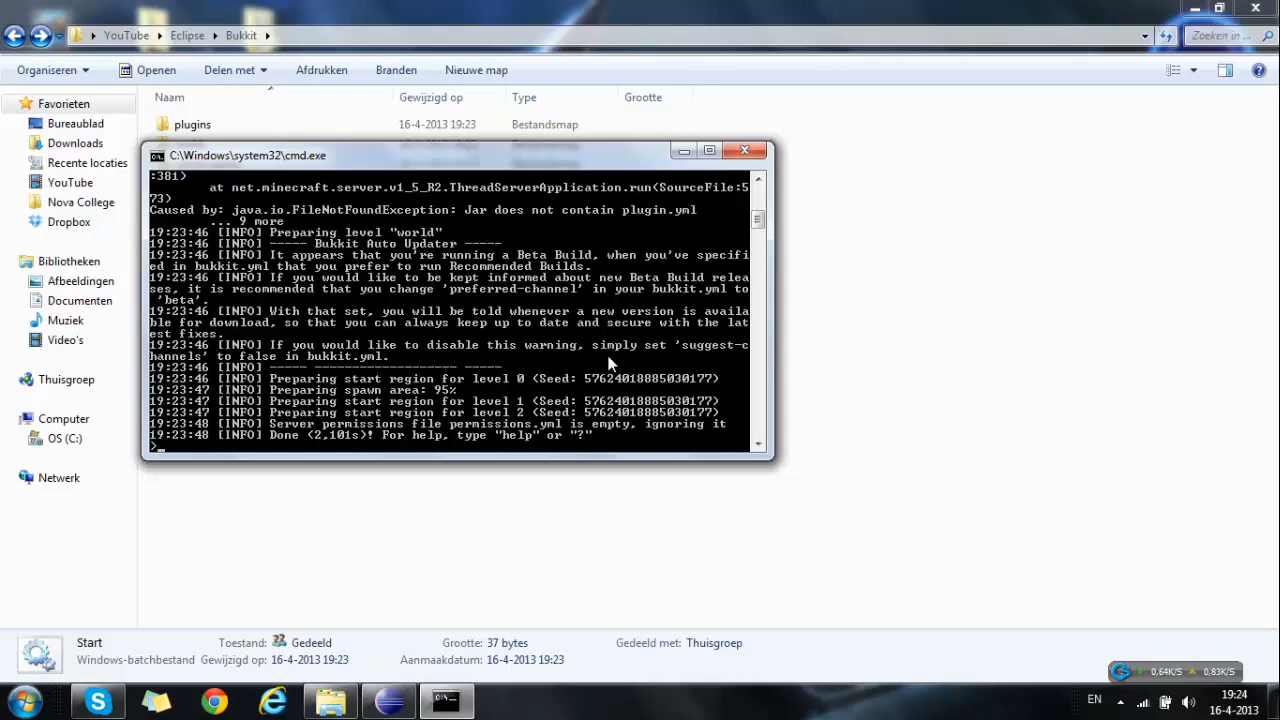 YouTube Eclipse Bukkit
Zoeken in ...
Organiseren Openen Delen met Afdrukken Branden Nieuwe map
Favorieten
Bureaublad
Downloads
Recente locaties
YouTube
Nova College
Dropbox
Bibliotheken
Afbeeldingen
Documenten
Muziek
Video's
Thuisgroep
Computer
OS (C:)
Netwerk
Naam Gewijzigd op Type Grootte
plugins 16-4-2013 19:23 Bestandsmap
C:\Windows\system32\cmd.exe
:381)
at net.minecraft.server.v1_5_R2.ThreadServerApplication.run(SourceFile:5
73)
Caused by: java.io.FileNotFoundException: Jar does not contain plugin.yml
... 9 more
19:23:46 [INFO] Preparing level "world"
19:23:46 [INFO] ----- Bukkit Auto Updater -----
19:23:46 [INFO] It appears that you're running a Beta Build, when you've specifi
ed in bukkit.yml that you prefer to run Recommended Builds.
19:23:46 [INFO] If you would like to be kept informed about new Beta Build relea
ses, it is recommended that you change 'preferred-channel' in your bukkit.yml to
'beta'.
19:23:46 [INFO] With that set, you will be told whenever a new version is availa
ble for download, so that you can always keep up to date and secure with the lat
est fixes.
19:23:46 [INFO] If you would like to disable this warning, simply set 'suggest-c
hannels' to false in bukkit.yml.
19:23:46 [INFO] ----- ------------------- -----
19:23:46 [INFO] Preparing start region for level 0 (Seed: 57624018885030177)
19:23:47 [INFO] Preparing spawn area: 95%
19:23:47 [INFO] Preparing start region for level 1 (Seed: 57624018885030177)
19:23:47 [INFO] Preparing start region for level 2 (Seed: 57624018885030177)
19:23:48 [INFO] Server permissions file permissions.yml is empty, ignoring it
19:23:48 [INFO] Done (2,101s)! For help, type "help" or "?"
>_
Start Toestand: Gedeeld Grootte: 37 bytes Gedeeld met: Thuisgroep
Windows-batchbestand Gewijzigd op: 16-4-2013 19:23 Aanmaakdatum: 16-4-2013 19:23
0,64K/S 0,83K/S
EN
19:24
16-4-2013